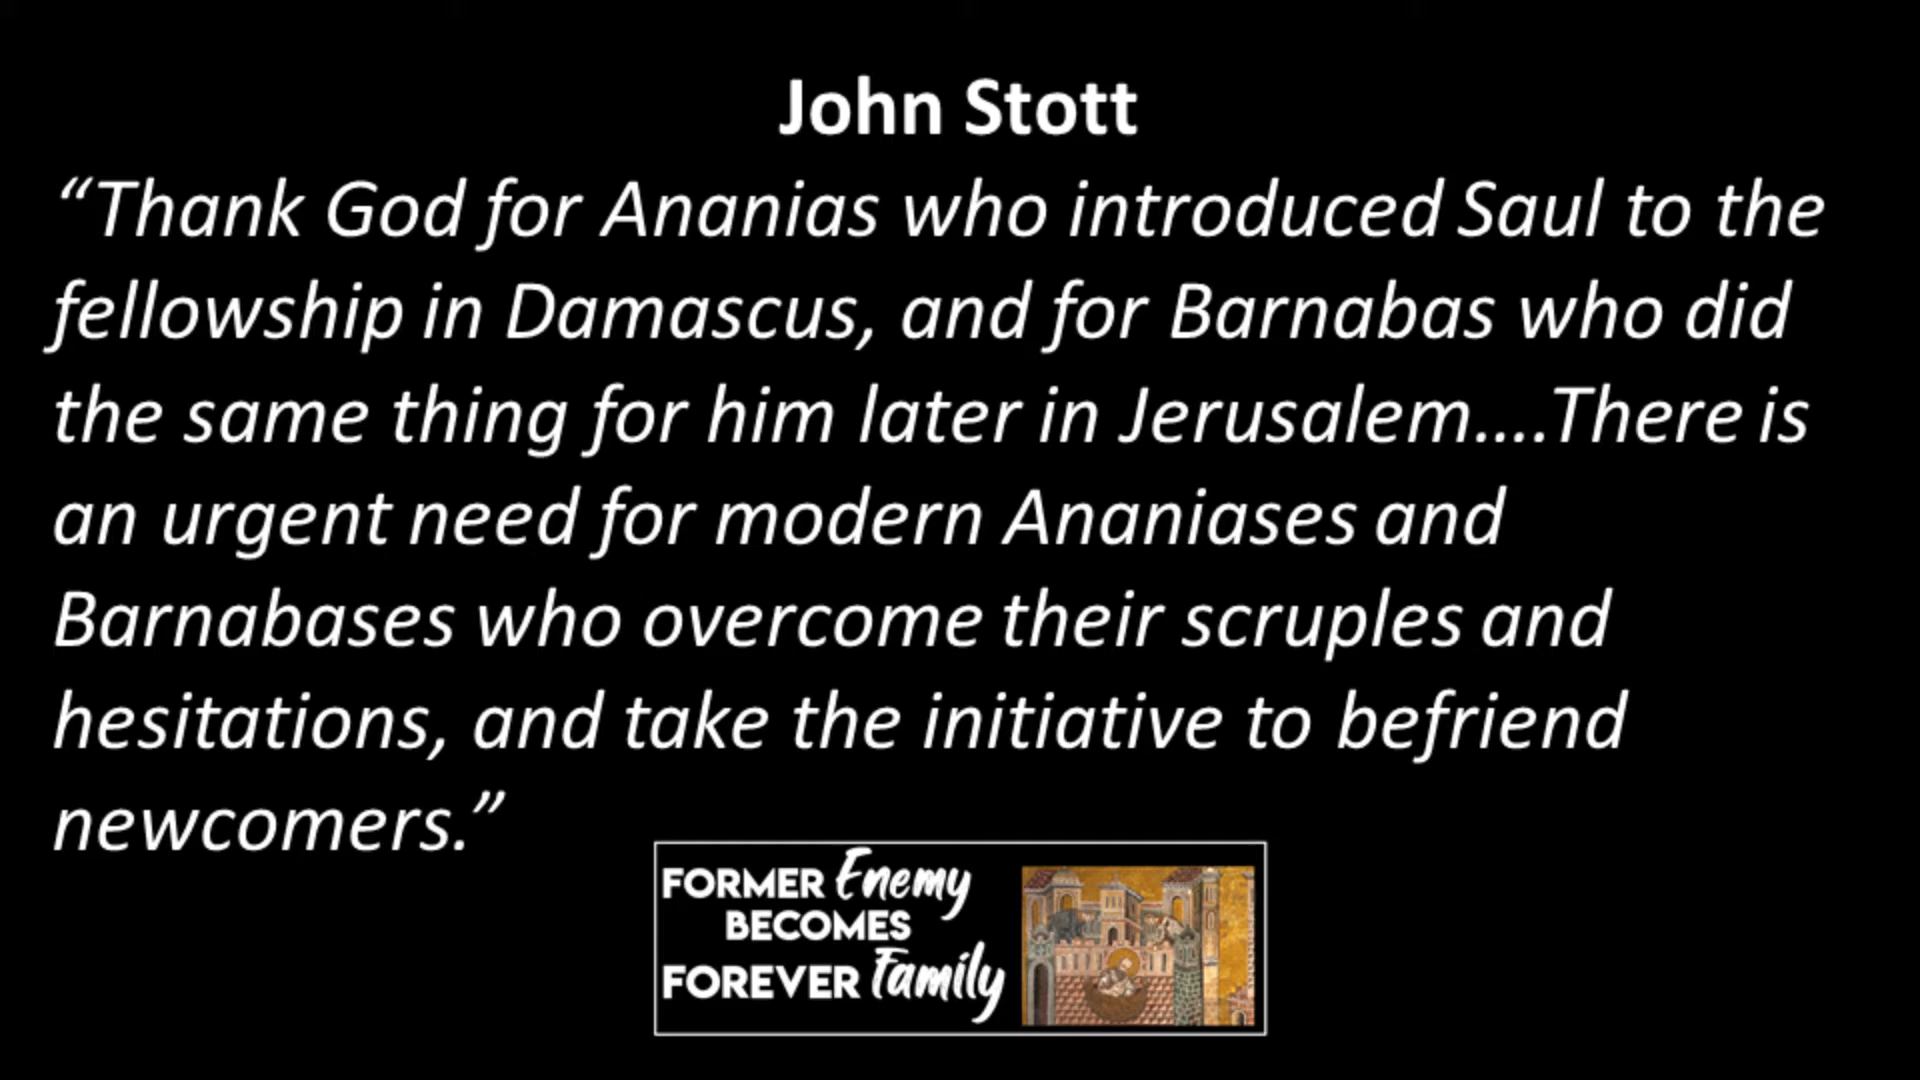 John Stott
“Thank God for Ananias who introduced Saul to the
fellowship in Damascus, and for Barnabas who did
the same thing for him later in Jerusalem....There is
an urgent need for modern Ananiases and
Barnabases who overcome their scruples and
hesitations, and take the initiative to befriend
newcomers.”
FORMER Enemy
BECOMES
FOREVER Family